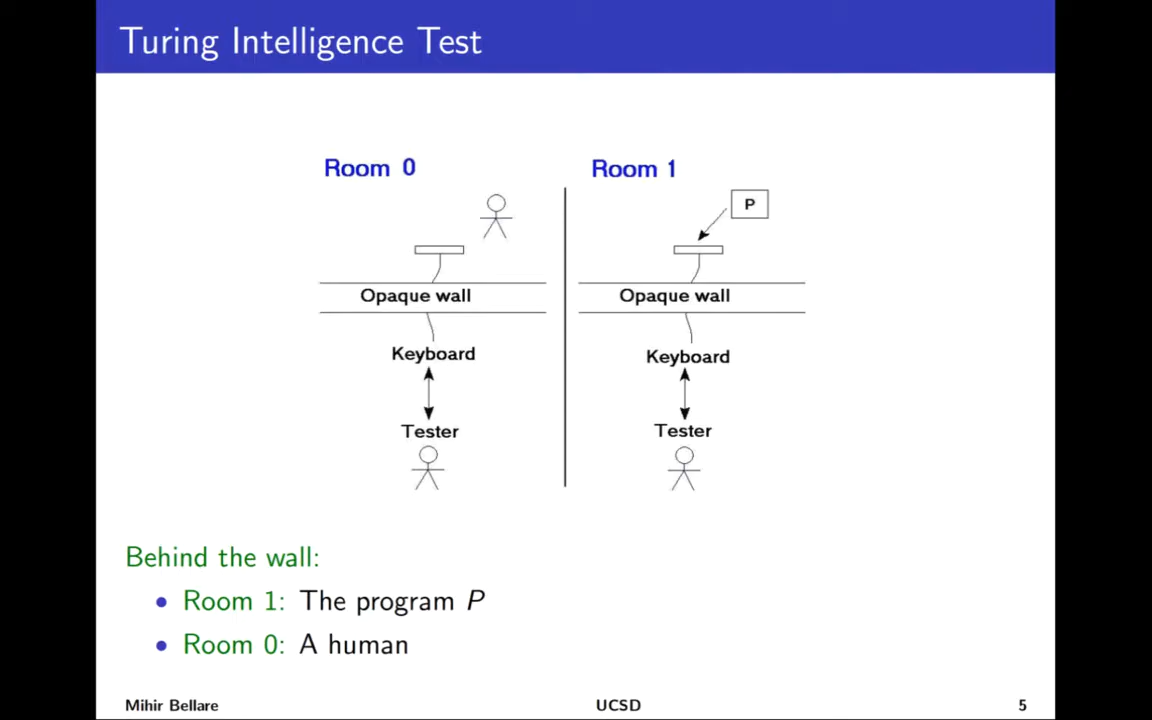 Turing Intelligence Test
Room 0
Room 1
P
Opaque wall
Opaque wall
Keyboard
Keyboard
Tester
Tester
Behind the wall:
• Room 1: The program P
• Room 0: A human
Mihir Bellare
UCSD
5